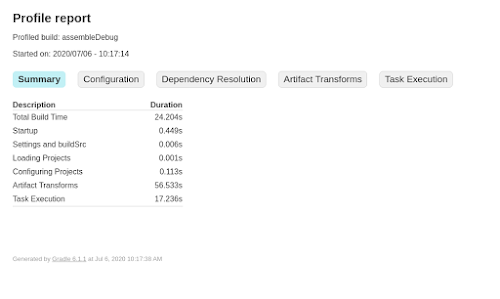 Profile report
Profiled build: assembleDebug
Started on: 2020/07/06 - 10:17:14
Summary Configuration Dependency Resolution Artifact Transforms Task Execution
Description Duration
Total Build Time 24.204s
Startup 0.449s
Settings and buildSrc 0.006s
Loading Projects 0.001s
Configuring Projects 0.113s
Artifact Transforms 56.533s
Task Execution 17.236s
Generated by Gradle 6.1.1 at Jul 6, 2020 10:17:38 AM